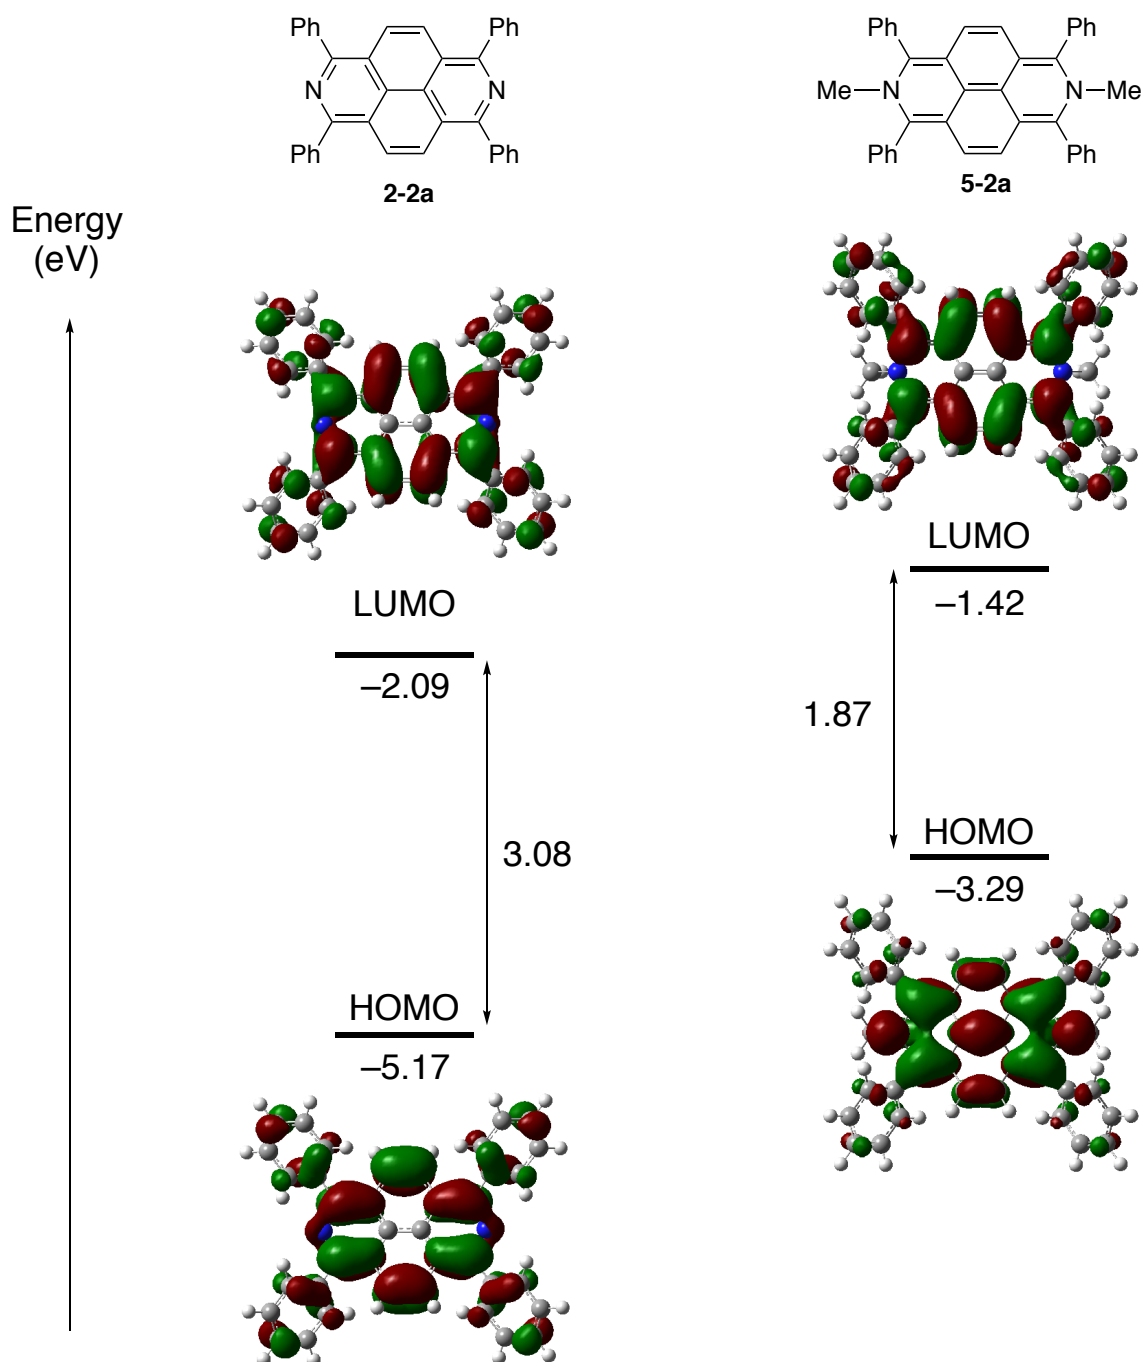 Ph Ph
N N
Ph Ph
2-2a
Ph Ph
Me N N Me
Ph Ph
5-2a
Energy
(eV)
LUMO
–2.09
3.08
HOMO
–5.17
LUMO
–1.42
1.87
HOMO
–3.29